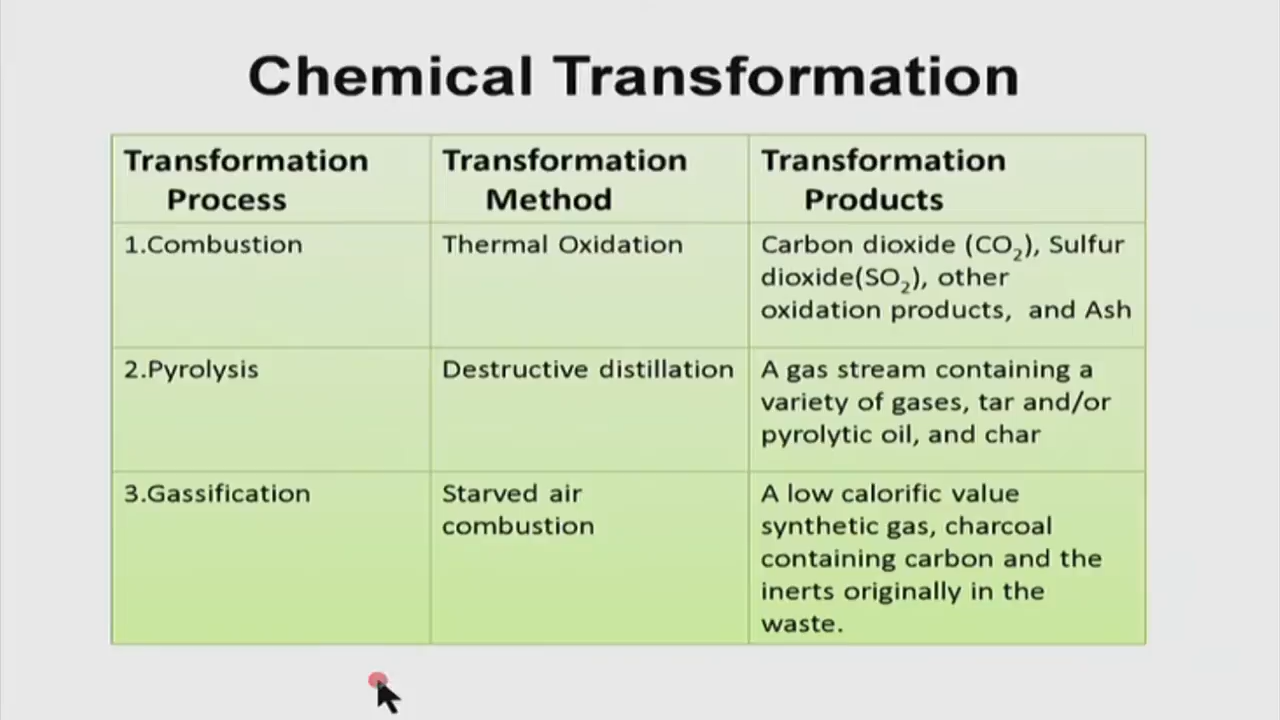 Chemical Transformation
Transformation
Process
Transformation
Method
Transformation
Products
1.Combustion
Thermal Oxidation
Carbon dioxide (CO₂), Sulfur
dioxide(SO₂), other
oxidation products, and Ash
2.Pyrolysis
Destructive distillation
A gas stream containing a
variety of gases, tar and/or
pyrolytic oil, and char
3.Gassification
Starved air
combustion
A low calorific value
synthetic gas, charcoal
containing carbon and the
inerts originally in the
waste.